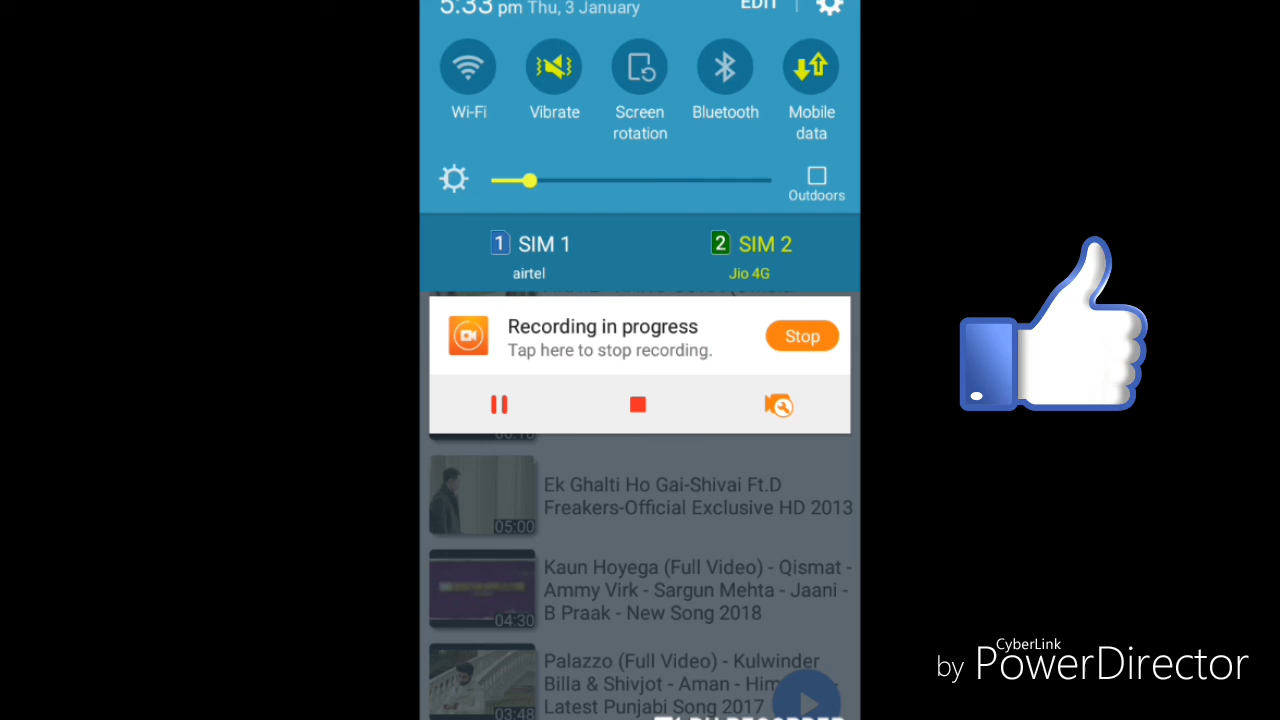 5:33 pm Thu, 3 January
EDIT
Wi-Fi
Vibrate
Screen
rotation
Bluetooth
Mobile
data
Outdoors
1 SIM 1
airtel
2 SIM 2
Jio 4G
Recording in progress
Tap here to stop recording.
Stop
00:16
Ek Ghalti Ho Gai-Shivai Ft.D
Freakers-Official Exclusive HD 2013
05:00
Kaun Hoyega (Full Video) - Qismat -
Ammy Virk - Sargun Mehta - Jaani -
B Praak - New Song 2018
04:30
Palazzo (Full Video) - Kulwinder
Billa & Shivjot - Aman - Him
Latest Punjabi Song 2017
03:48
RECORDER
CyberLink
by PowerDirector